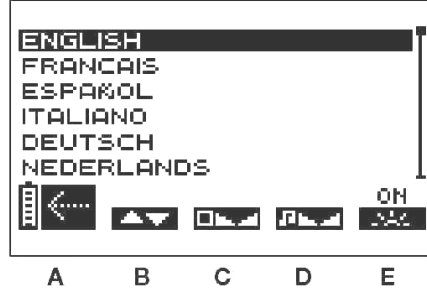 ENGLISH
FRANCAIS
ESPAÑOL
ITALIANO
DEUTSCH
NEDERLANDS
ON
A B C D E